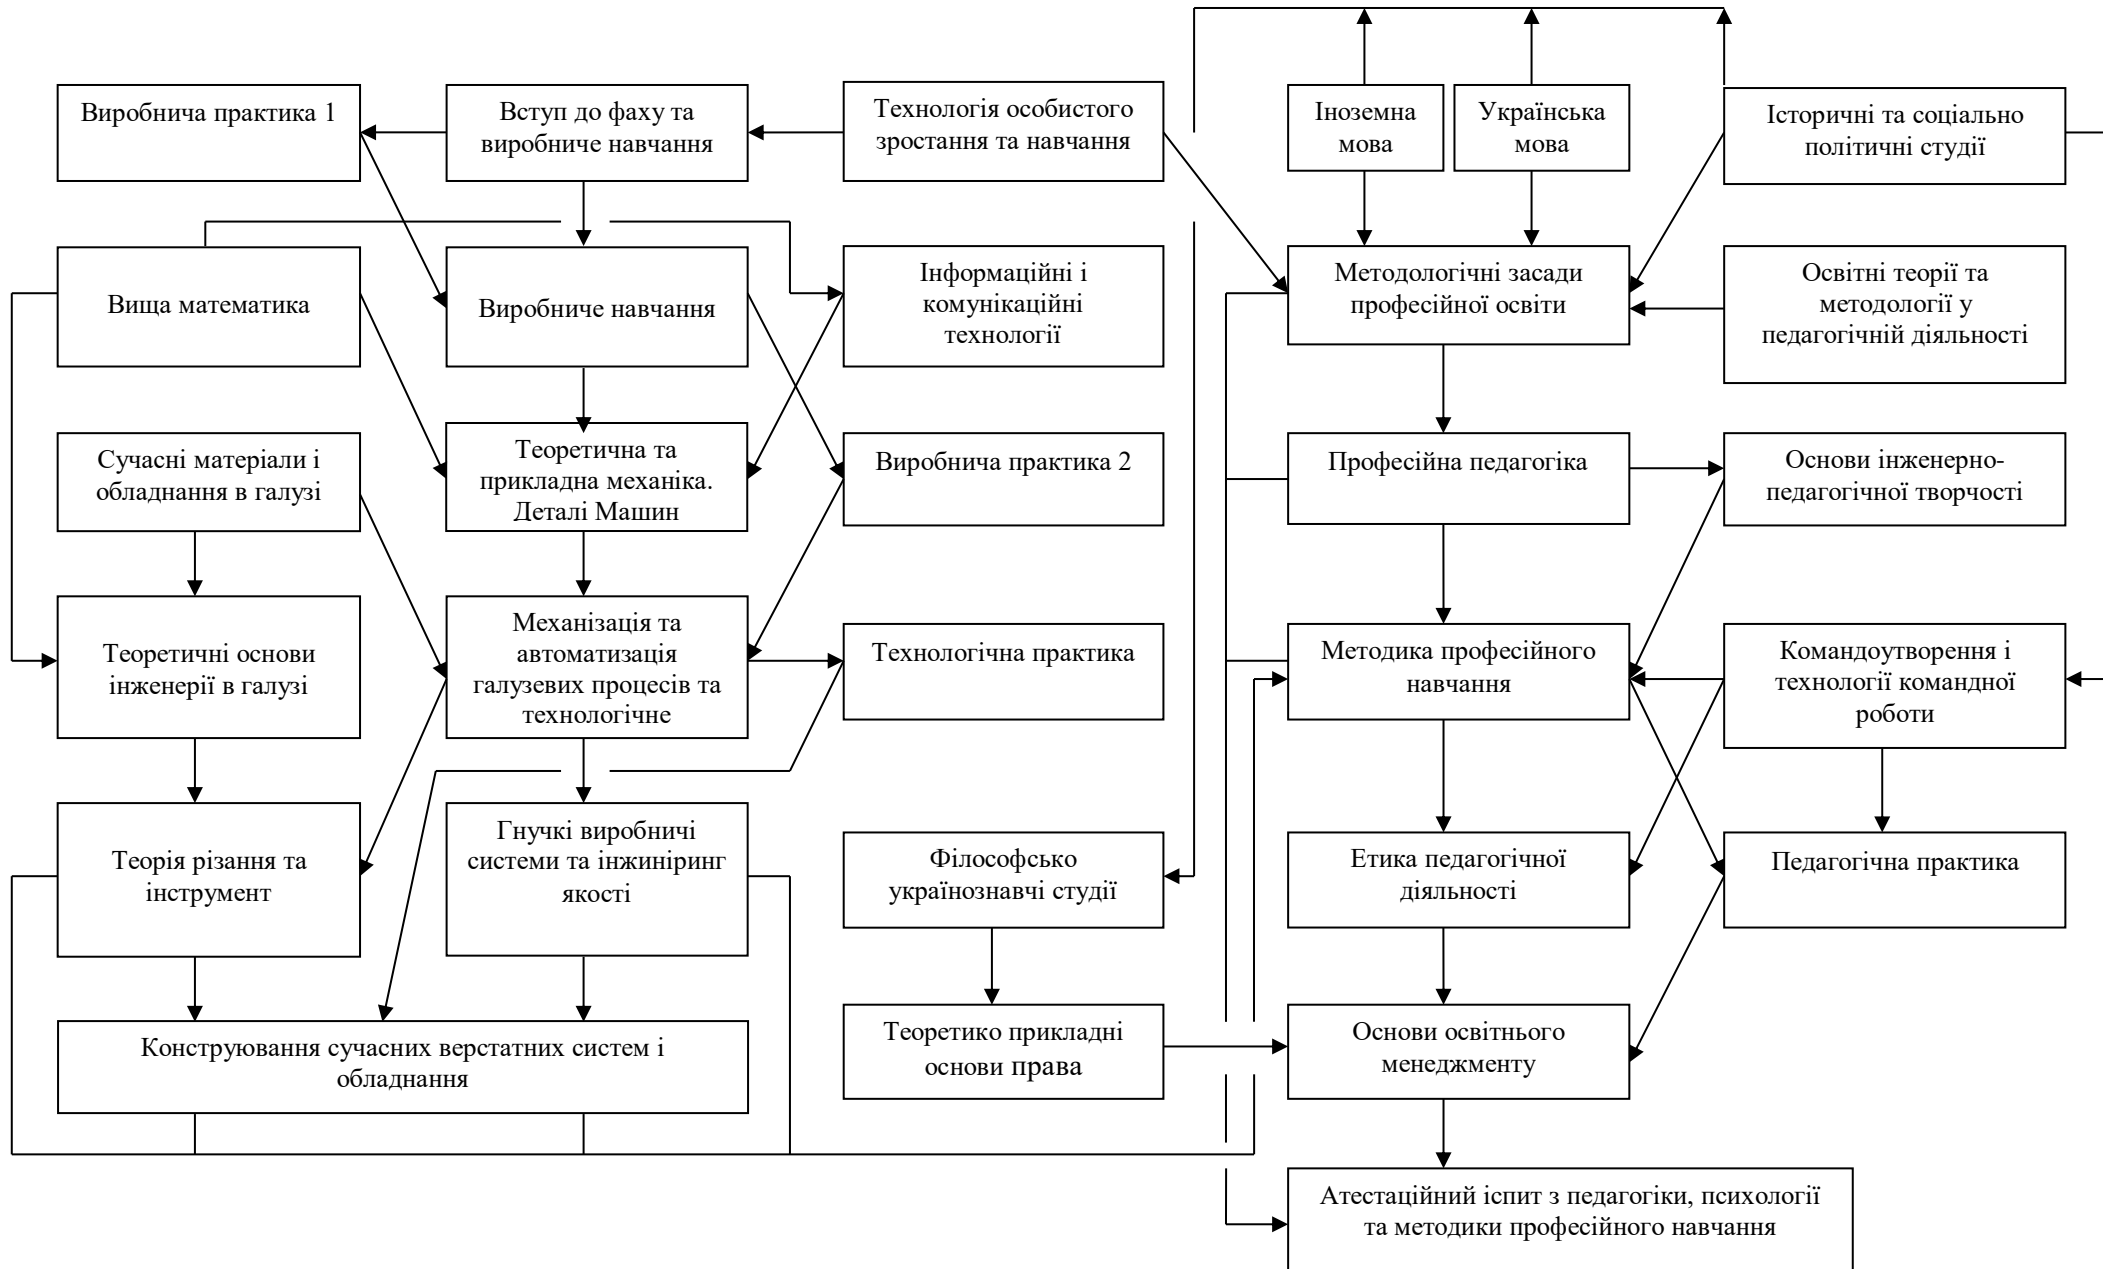 Виробнича практика 1
Вступ до фаху та
виробниче навчання
Технологія особистого
зростання та навчання
Іноземна
мова
Українська
мова
Історичні та соціально
політичні студії
Вища математика
Виробниче навчання
Інформаційні і
комунікаційні
технології
Методологічні засади
професійної освіти
Освітні теорії та
методології у
педагогічній діяльності
Сучасні матеріали і
обладнання в галузі
Теоретична та
прикладна механіка.
Деталі Машин
Виробнича практика 2
Професійна педагогіка
Основи інженерно-
педагогічної творчості
Теоретичні основи
інженерії в галузі
Механізація та
автоматизація
галузевих процесів та
технологічне
Технологічна практика
Методика професійного
навчання
Командоутворення і
технології командної
роботи
Теорія різання та
інструмент
Гнучкі виробничі
системи та інжиніринг
якості
Філософсько
українознавчі студії
Етика педагогічної
діяльності
Педагогічна практика
Конструювання сучасних верстатних систем і
обладнання
Теоретико прикладні
основи права
Основи освітнього
менеджменту
Атестаційний іспит з педагогіки, психології
та методики професійного навчання